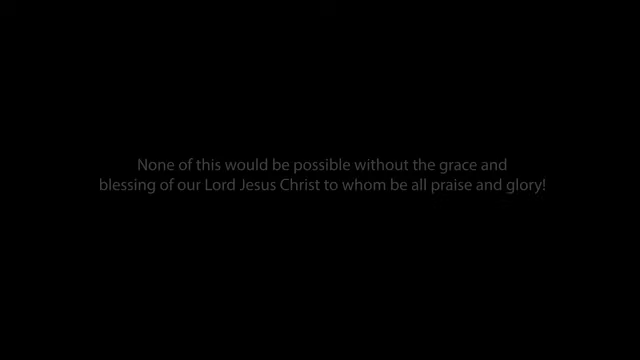 None of this would be possible without the grace and
blessing of our Lord Jesus Christ to whom be all praise and glory!